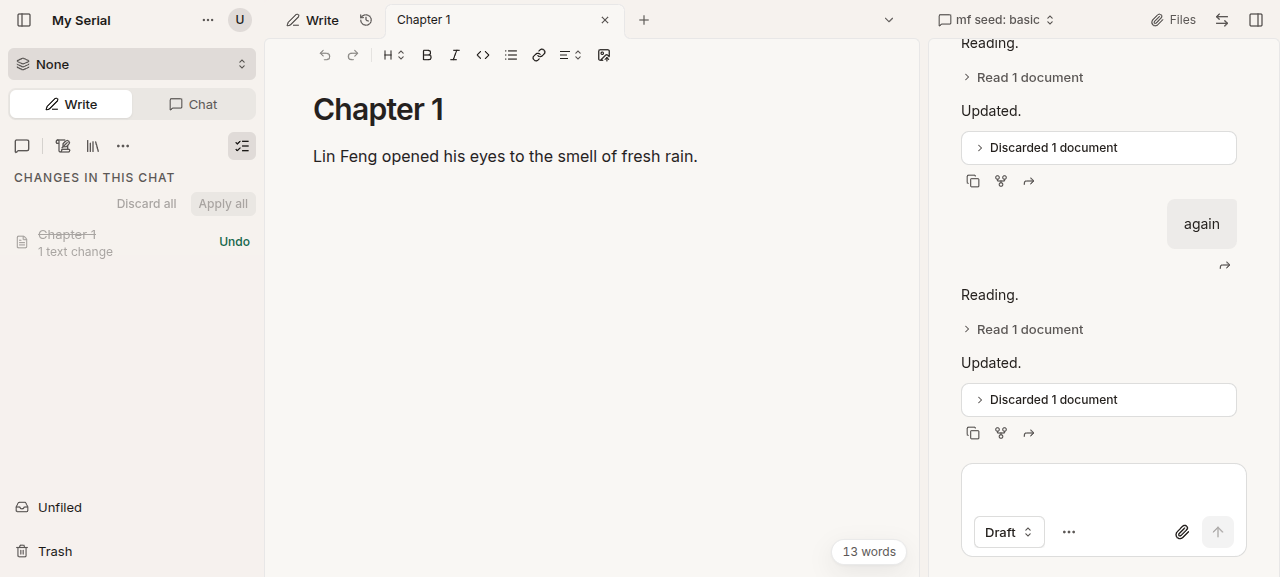 My Serial
U
None
Write
Chat
CHANGES IN THIS CHAT
Discard all
Apply all
Chapter 1
1 text change
Undo
Unfiled
Trash
Write
Chapter 1
H
B
I
Chapter 1
Lin Feng opened his eyes to the smell of fresh rain.
13 words
mf seed: basic
Files
Reading.
Read 1 document
Updated.
Discarded 1 document
again
Reading.
Read 1 document
Updated.
Discarded 1 document
Draft